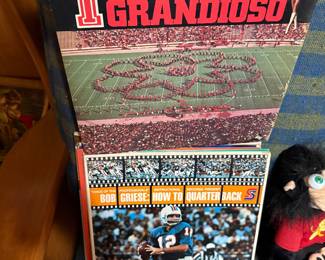 I GRANDIOSO
BOB GRIESE: HOW TO QUARTERBACK
12